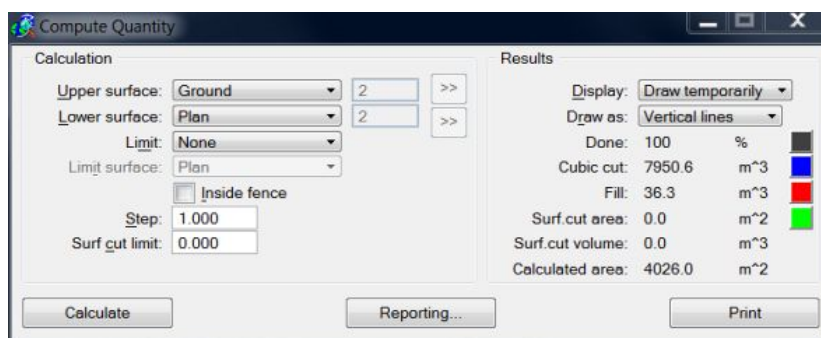 Compute Quantity
Calculation
Upper surface: Ground 2 >>
Lower surface: Plan 2 >>
Limit: None
Limit surface: Plan
Inside fence
Step: 1.000
Surf cut limit: 0.000
Results
Display: Draw temporarily
Draw as: Vertical lines
Done: 100 %
Cubic cut: 7950.6 m^3
Fill: 36.3 m^3
Surf.cut area: 0.0 m^2
Surf.cut volume: 0.0 m^3
Calculated area: 4026.0 m^2
Calculate Reporting... Print